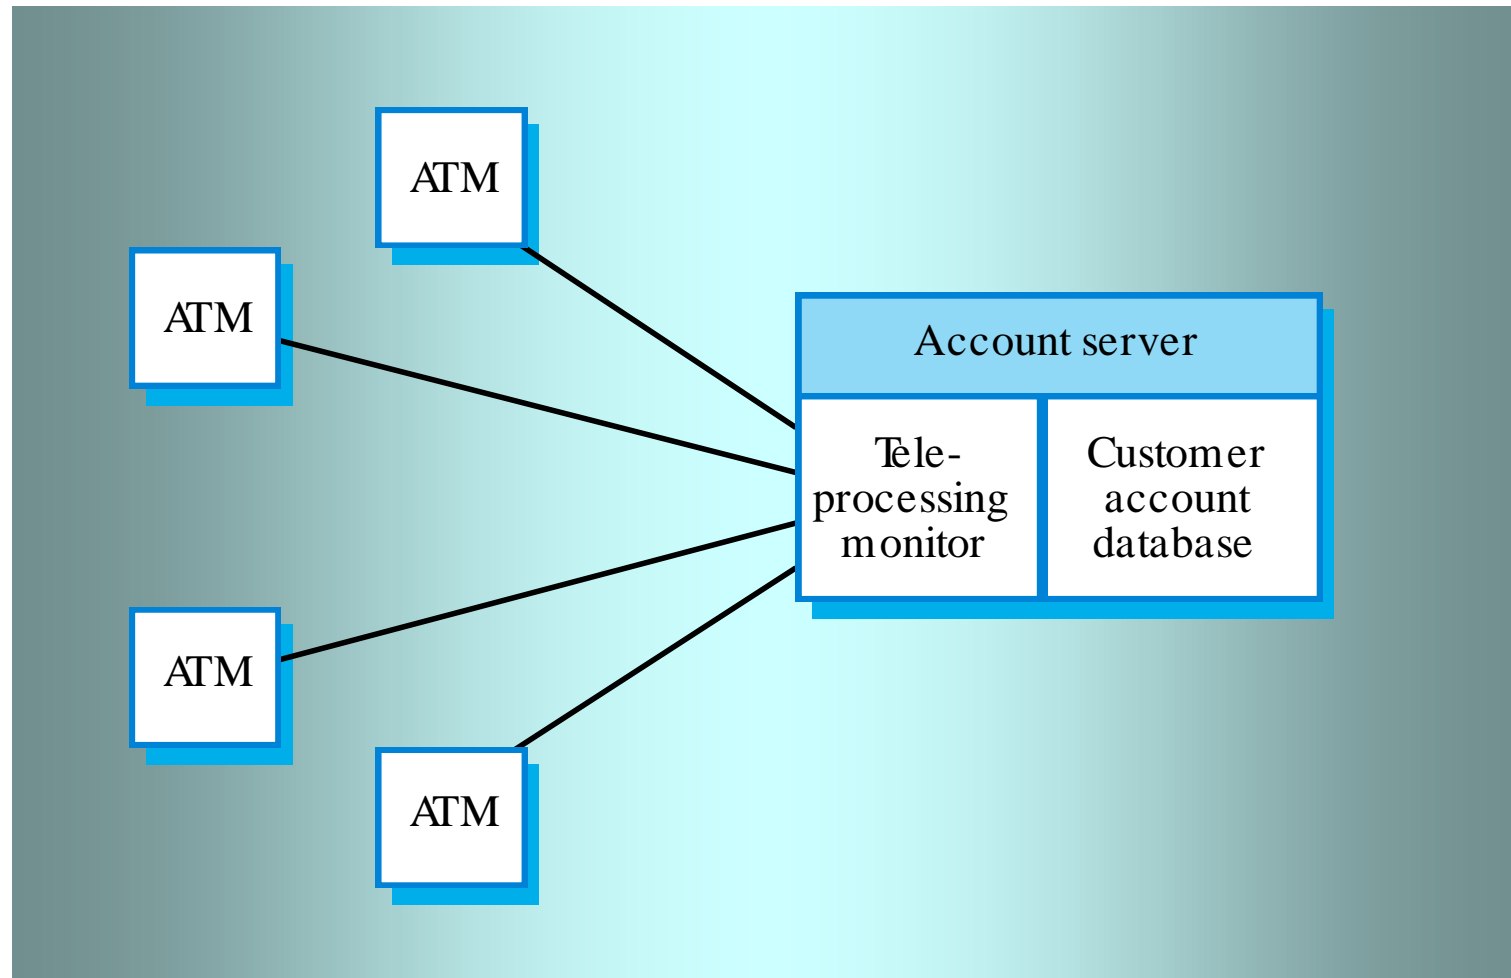 ATM
ATM
Account server
Tele-
processing
monitor
Customer
account
database
ATM
ATM